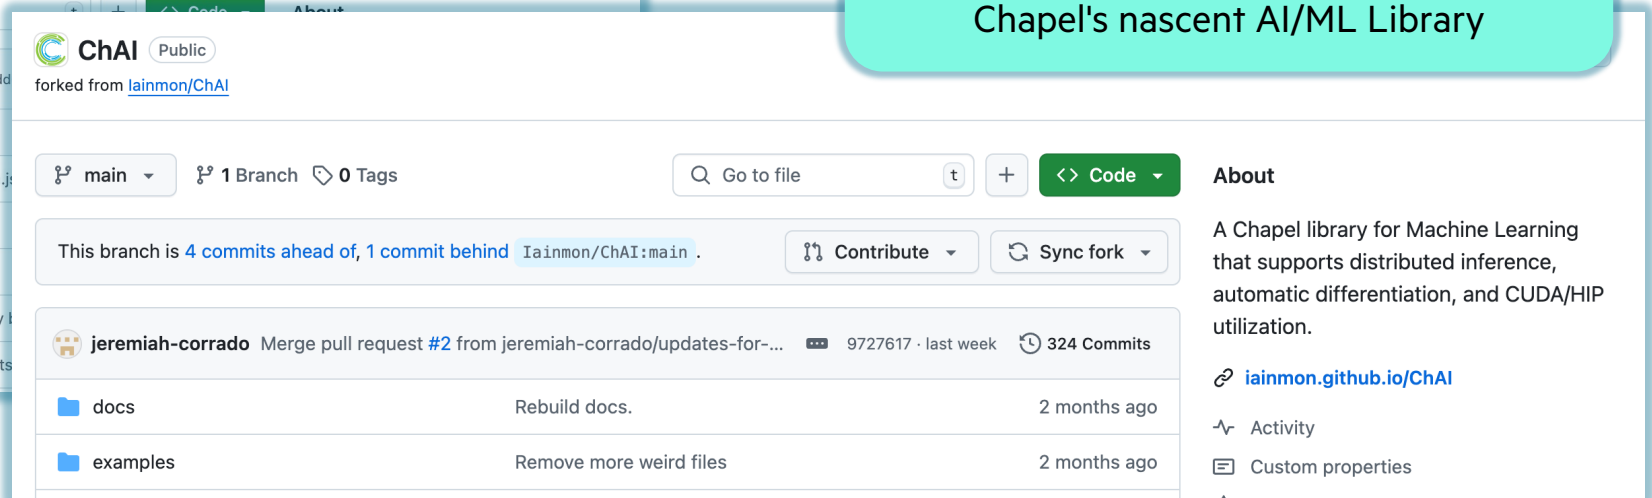 Code
About
Chapel's nascent AI/ML Library
ChAI Public
forked from Iainmon/ChAI
main 1 Branch 0 Tags Go to file t + Code About
This branch is 4 commits ahead of, 1 commit behind Iainmon/ChAI:main. Contribute Sync fork
A Chapel library for Machine Learning
that supports distributed inference,
automatic differentiation, and CUDA/HIP
utilization.
jeremiah-corrado Merge pull request #2 from jeremiah-corrado/updates-for-... 9727617 · last week 324 Commits
iainmon.github.io/ChAI
docs Rebuild docs. 2 months ago
Activity
examples Remove more weird files 2 months ago
Custom properties